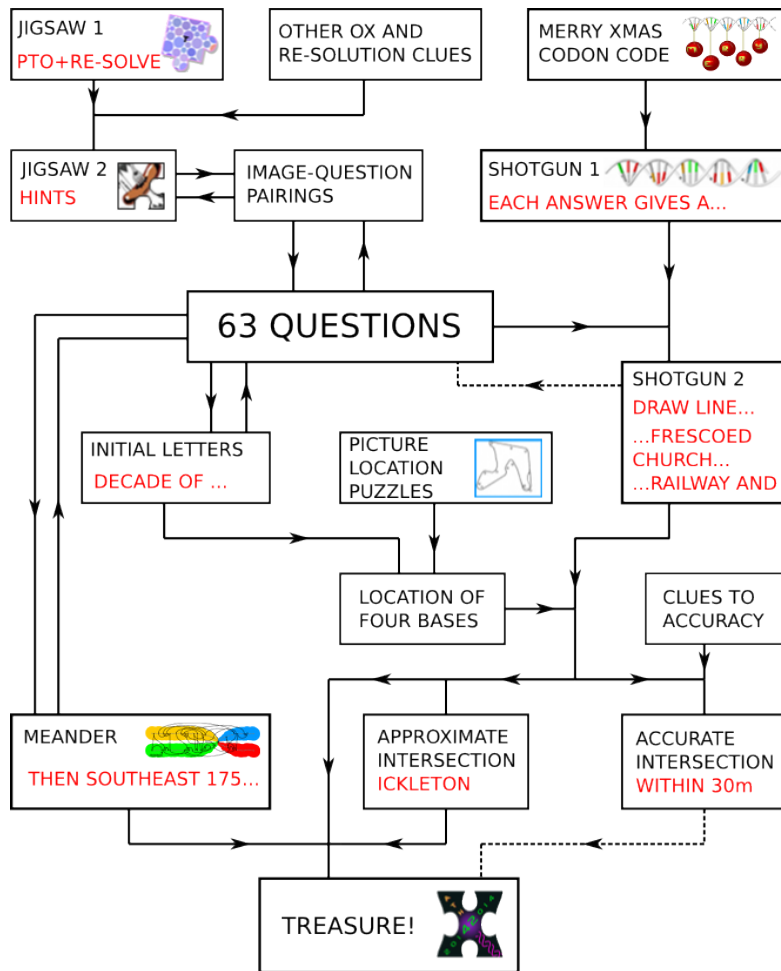 JIGSAW 1
PTO+RE-SOLVE
OTHER OX AND
RE-SOLUTION CLUES
MERRY XMAS
CODON CODE
JIGSAW 2
HINTS
IMAGE-QUESTION
PAIRINGS
SHOTGUN 1
EACH ANSWER GIVES A...
63 QUESTIONS
SHOTGUN 2
DRAW LINE...
...FRESCOED
CHURCH...
...RAILWAY AND
INITIAL LETTERS
DECADE OF ...
PICTURE
LOCATION
PUZZLES
LOCATION OF
FOUR BASES
CLUES TO
ACCURACY
MEANDER
THEN SOUTHEAST 175...
APPROXIMATE
INTERSECTION
ICKLETON
ACCURATE
INTERSECTION
WITHIN 30m
TREASURE!